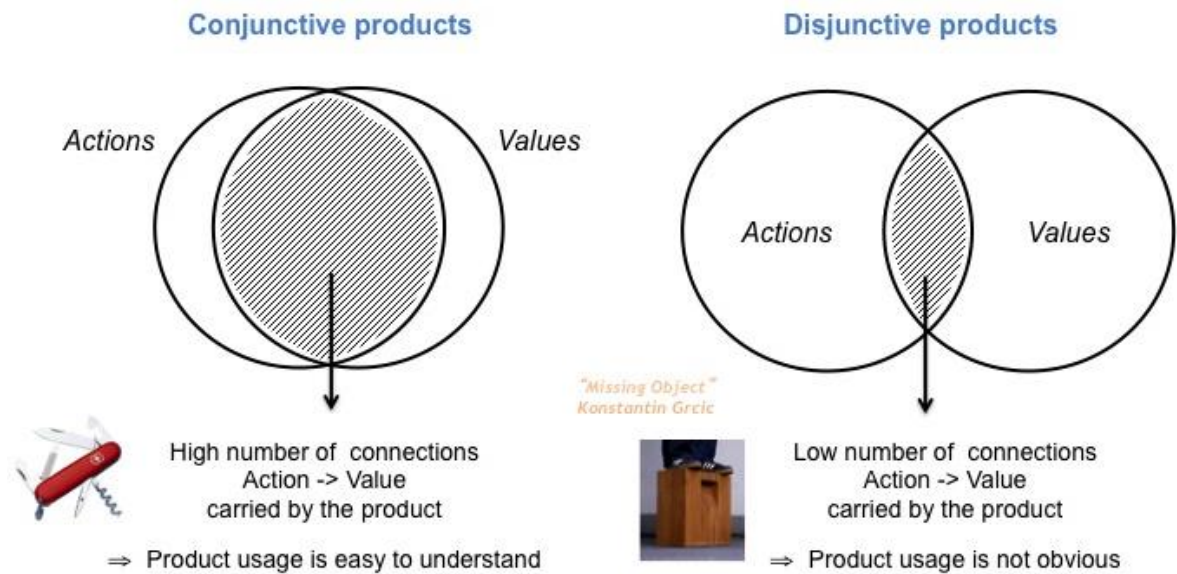 Conjunctive products
Actions
Values
High number of connections
Action -> Value
carried by the product
⇒ Product usage is easy to understand
Disjunctive products
Actions
Values
"Missing Object"
Konstantin Grcic
Low number of connections
Action -> Value
carried by the product
⇒ Product usage is not obvious